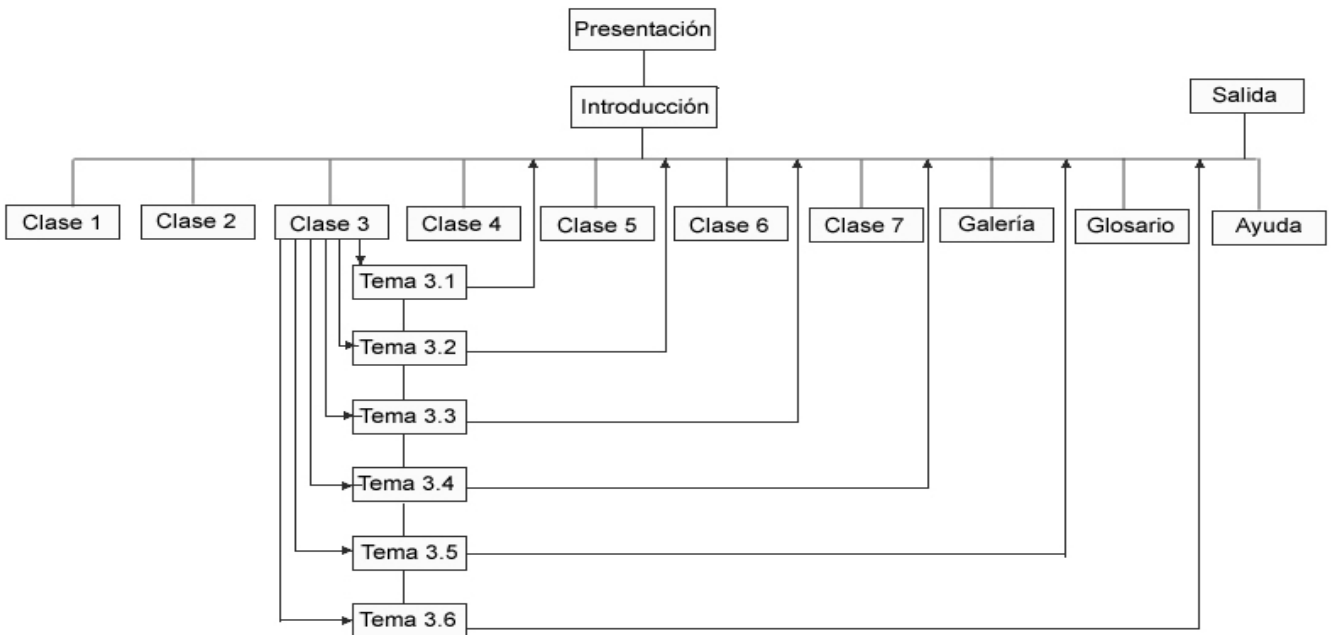 Presentación
Introducción
Salida
Clase 1
Clase 2
Clase 3
Clase 4
Clase 5
Clase 6
Clase 7
Galería
Glosario
Ayuda
Tema 3.1
Tema 3.2
Tema 3.3
Tema 3.4
Tema 3.5
Tema 3.6